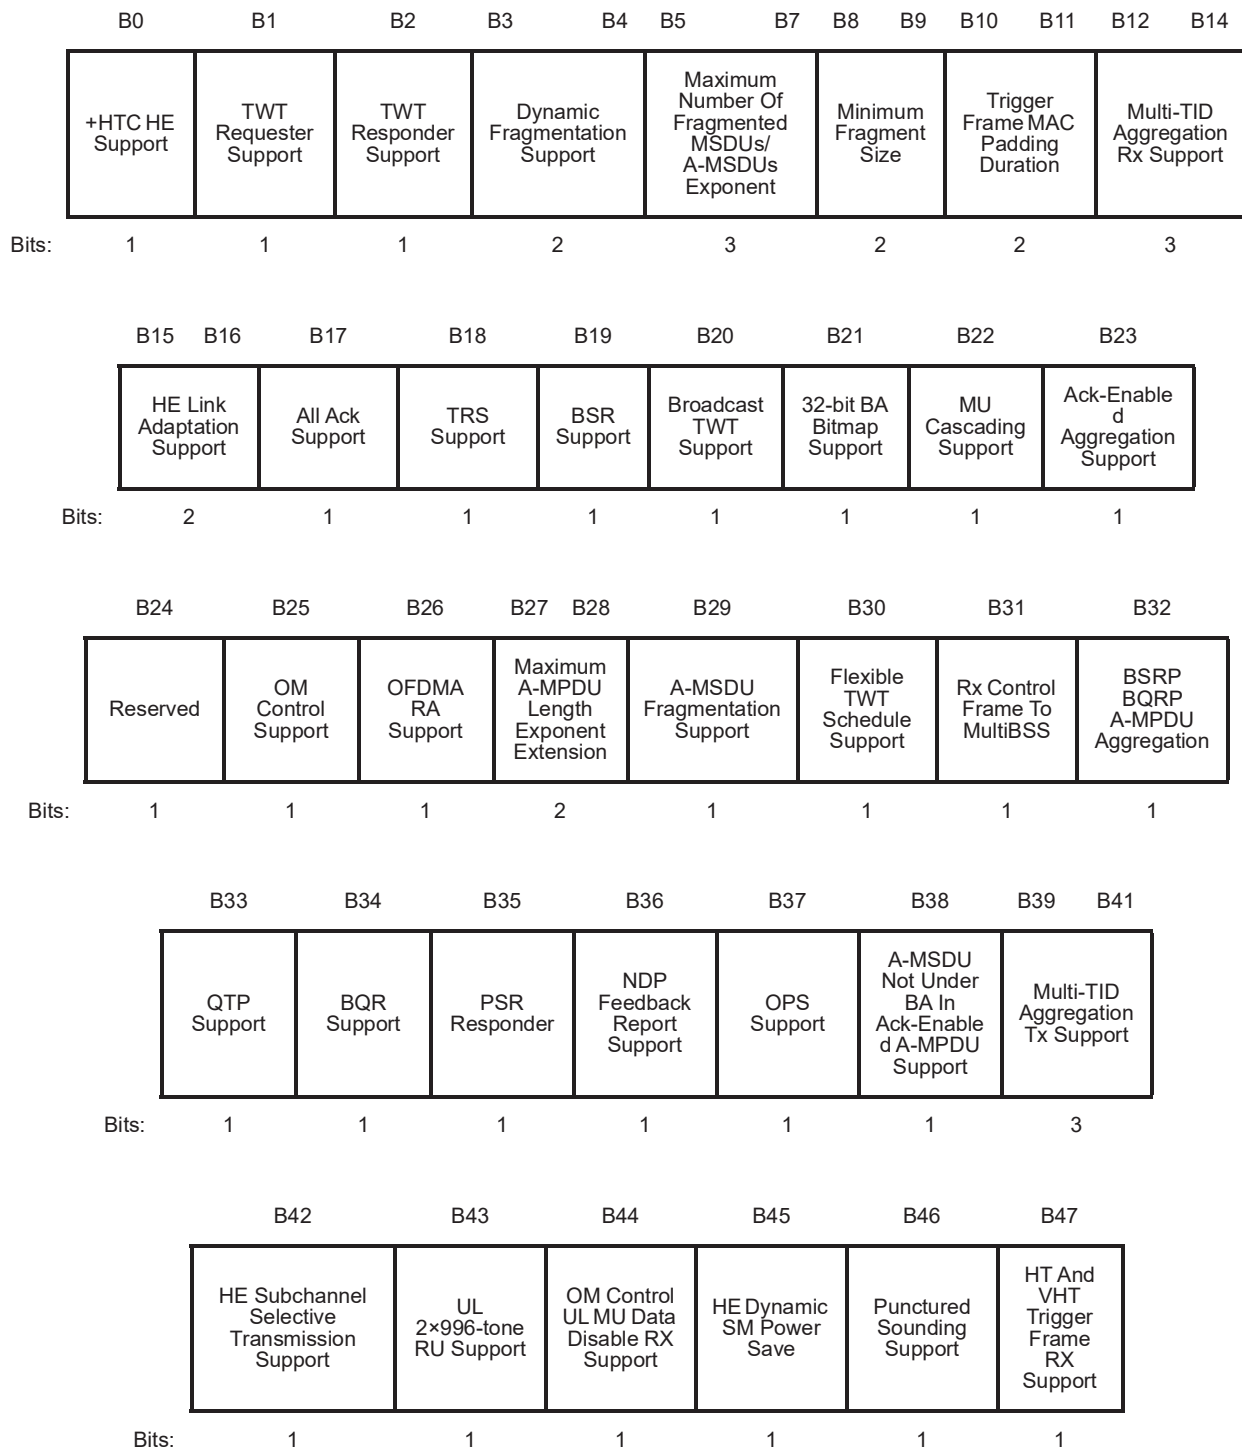 B0 B1 B2 B3 B4 B5 B7 B8 B9 B10 B11 B12 B14
+HTC HE
Support
TWT
Requester
Support
TWT
Responder
Support
Dynamic
Fragmentation
Support
Maximum
Number Of
Fragmented
MSDUs/
A-MSDUs
Exponent
Minimum
Fragment
Size
Trigger
Frame MAC
Padding
Duration
Multi-TID
Aggregation
Rx Support
Bits: 1 1 1 2 3 2 2 3
B15 B16 B17 B18 B19 B20 B21 B22 B23
HE Link
Adaptation
Support
All Ack
Support
TRS
Support
BSR
Support
Broadcast
TWT
Support
32-bit BA
Bitmap
Support
MU
Cascading
Support
Ack-Enable
d
Aggregation
Support
Bits: 2 1 1 1 1 1 1 1
B24 B25 B26 B27 B28 B29 B30 B31 B32
Reserved
OM
Control
Support
OFDMA
RA
Support
Maximum
A-MPDU
Length
Exponent
Extension
A-MSDU
Fragmentation
Support
Flexible
TWT
Schedule
Support
Rx Control
Frame To
MultiBSS
BSRP
BQRP
A-MPDU
Aggregation
Bits: 1 1 1 2 1 1 1 1
B33 B34 B35 B36 B37 B38 B39 B41
QTP
Support
BQR
Support
PSR
Responder
NDP
Feedback
Report
Support
OPS
Support
A-MSDU
Not Under
BA In
Ack-Enable
d A-MPDU
Support
Multi-TID
Aggregation
Tx Support
Bits: 1 1 1 1 1 1 3
B42 B43 B44 B45 B46 B47
HE Subchannel
Selective
Transmission
Support
UL
2×996-tone
RU Support
OM Control
UL MU Data
Disable RX
Support
HE Dynamic
SM Power
Save
Punctured
Sounding
Support
HT And
VHT
Trigger
Frame
RX
Support
Bits: 1 1 1 1 1 1